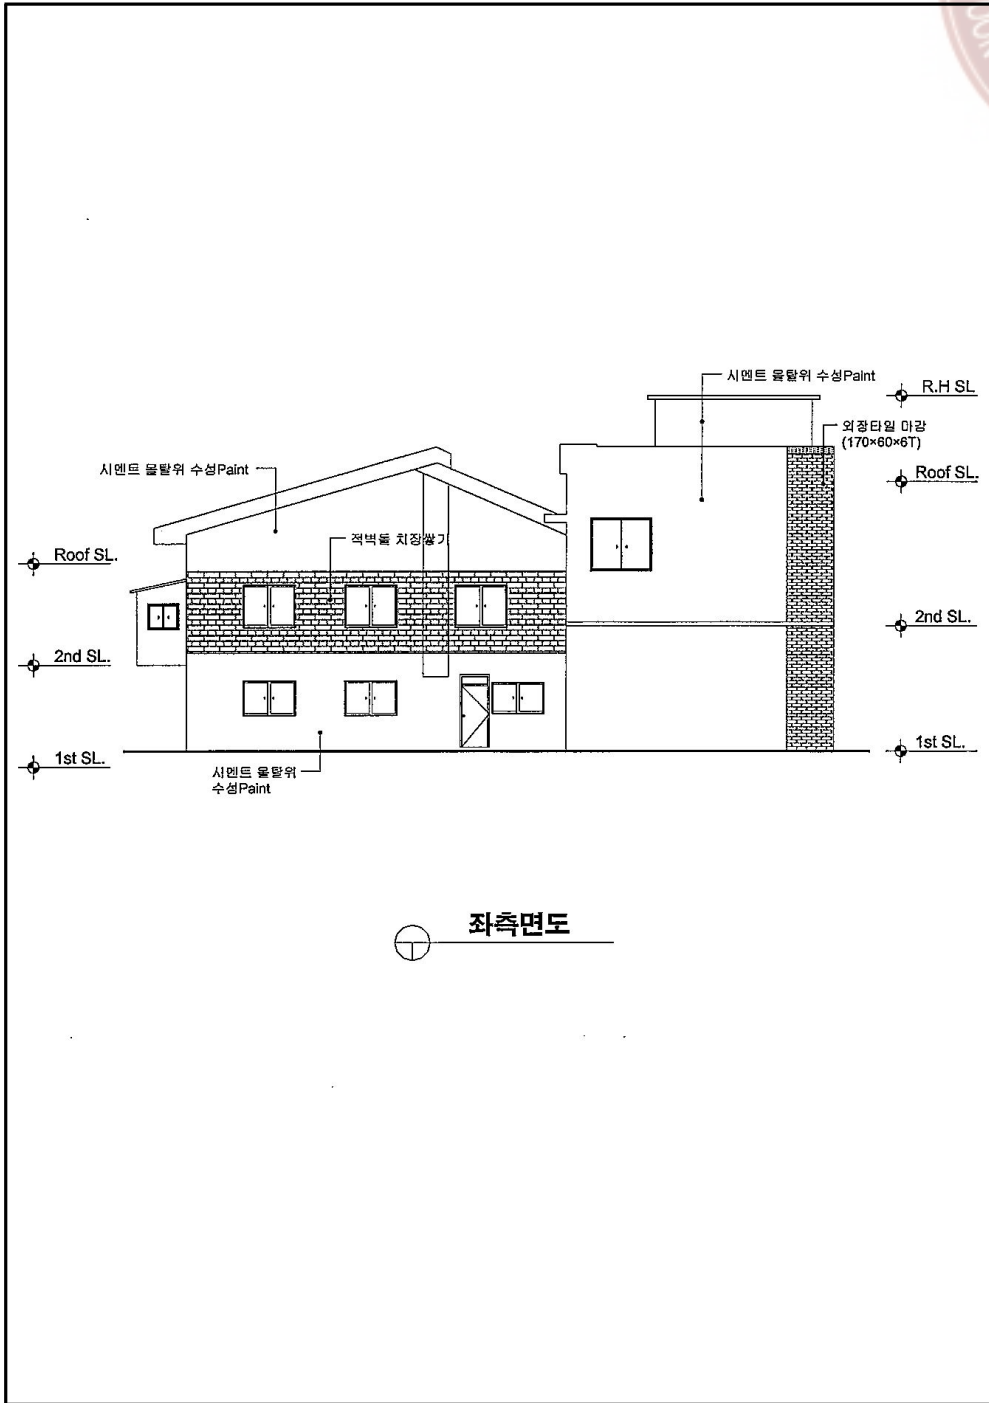 시멘트 몰탈위 수성Paint
R.H SL
외장타일 마감
(170×60×6T)
시멘트 몰탈위 수성Paint
Roof SL.
적벽돌 치장쌓기
Roof SL.
2nd SL.
2nd SL.
1st SL.
1st SL.
시멘트 몰탈위
수성Paint
좌측면도